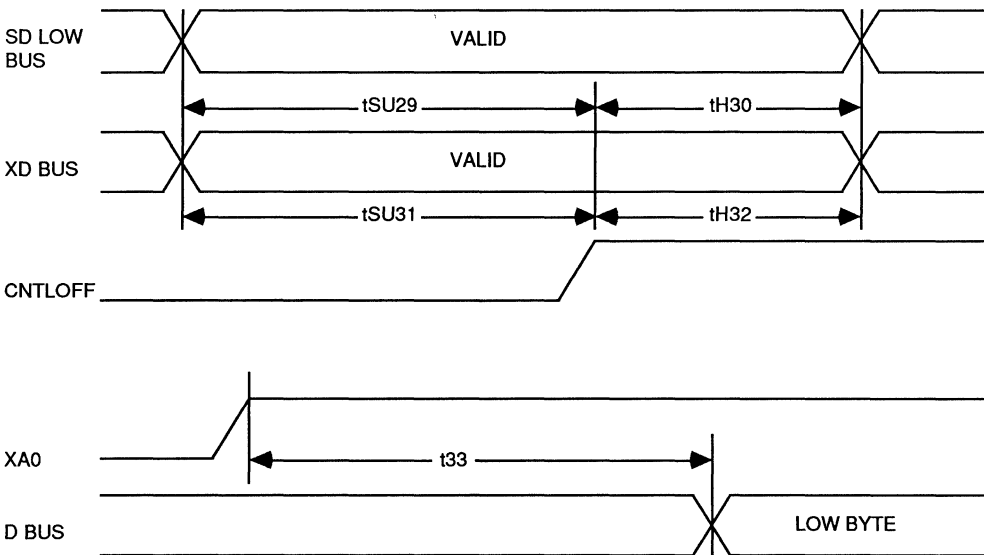 SD LOW
BUS
VALID
tSU29
tH30
XD BUS
VALID
tSU31
tH32
CNTLOFF
XA0
t33
D BUS
LOW BYTE